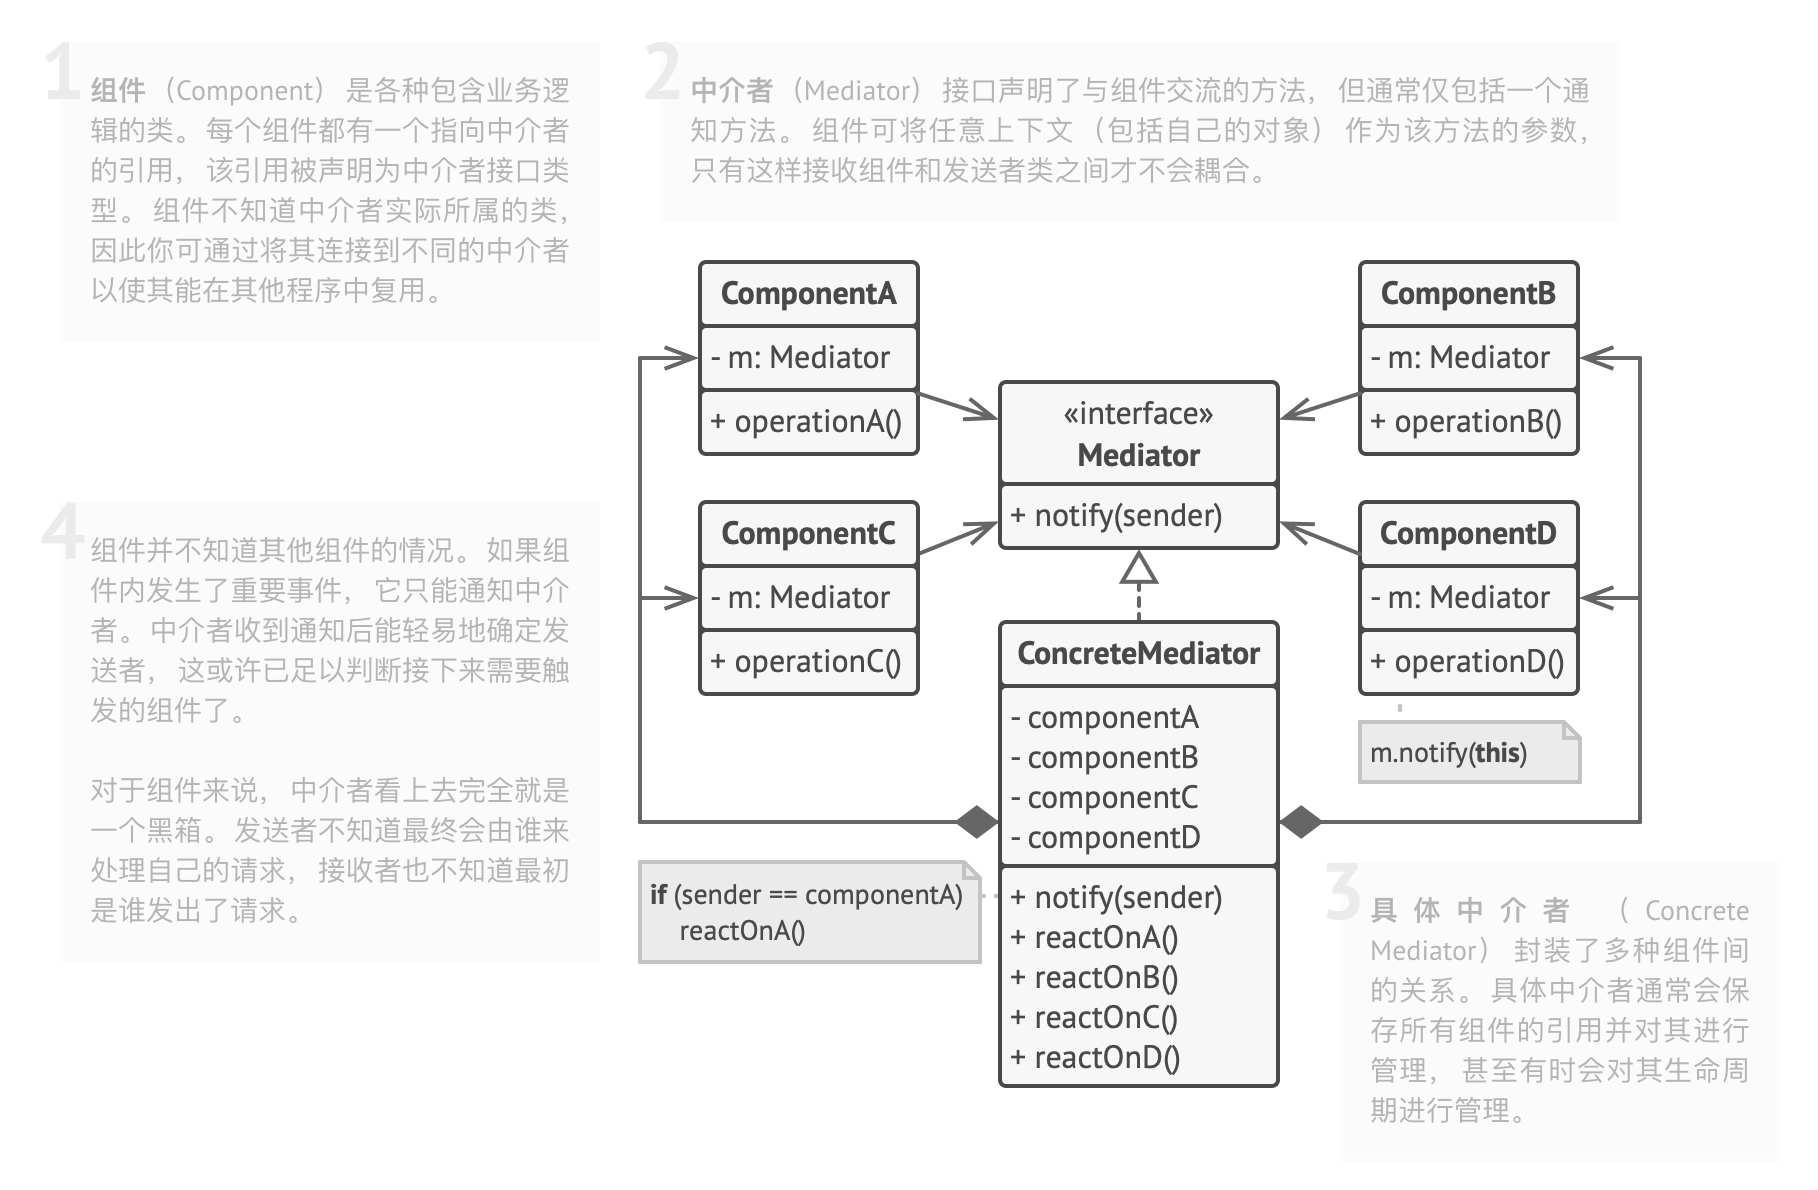 1
组件 （Component） 是各种包含业务逻
辑的类。 每个组件都有一个指向中介者
的引用， 该引用被声明为中介者接口类
型。 组件不知道中介者实际所属的类，
因此你可通过将其连接到不同的中介者
以使其能在其他程序中复用。
2
中介者 （Mediator） 接口声明了与组件交流的方法， 但通常仅包括一个通
知方法。 组件可将任意上下文 （包括自己的对象） 作为该方法的参数，
只有这样接收组件和发送者类之间才不会耦合。
ComponentA
- m: Mediator
+ operationA()
ComponentB
- m: Mediator
+ operationB()
«interface»
Mediator
+ notify(sender)
ComponentC
- m: Mediator
+ operationC()
ComponentD
- m: Mediator
+ operationD()
m.notify(this)
ConcreteMediator
- componentA
- componentB
- componentC
- componentD
+ notify(sender)
+ reactOnA()
+ reactOnB()
+ reactOnC()
+ reactOnD()
if (sender == componentA)
reactOnA()
4
组件并不知道其他组件的情况。 如果组
件内发生了重要事件， 它只能通知中介
者。 中介者收到通知后能轻易地确定发
送者， 这或许已足以判断接下来需要触
发的组件了。
对于组件来说， 中介者看上去完全就是
一个黑箱。 发送者不知道最终会由谁来
处理自己的请求， 接收者也不知道最初
是谁发出了请求。
3
具体中介者 （Concrete
Mediator） 封装了多种组件间
的关系。 具体中介者通常会保
存所有组件的引用并对其进行
管理， 甚至有时会对其生命周
期进行管理。